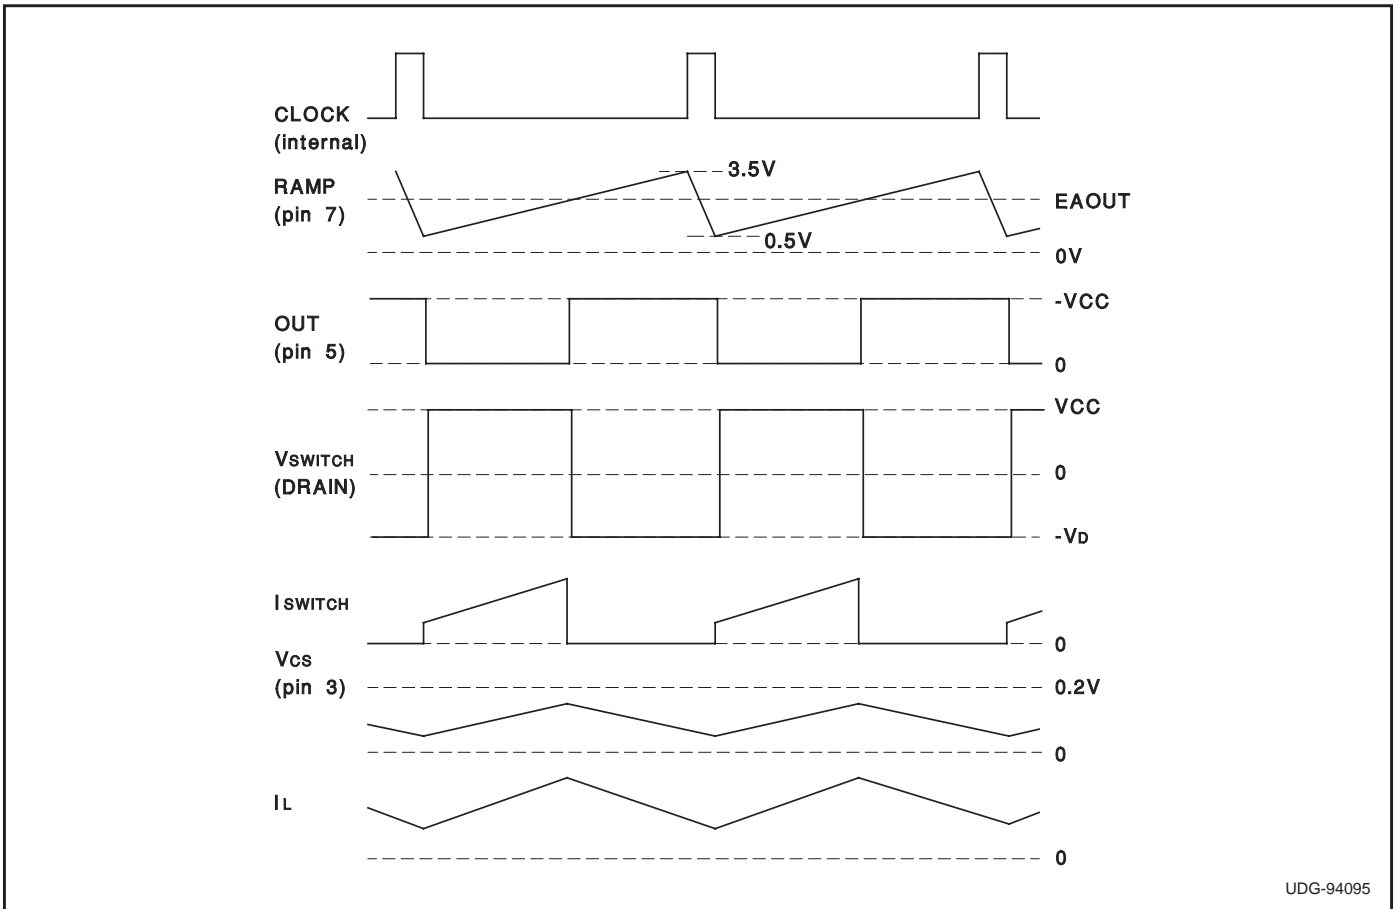 CLOCK
(internal)
RAMP
(pin 7)
3.5V
EAOUT
0.5V
0V
OUT
(pin 5)
-VCC
0
VSWITCH
(DRAIN)
VCC
0
-VD
ISWITCH
0
VCS
(pin 3)
0.2V
0
IL
0
UDG-94095